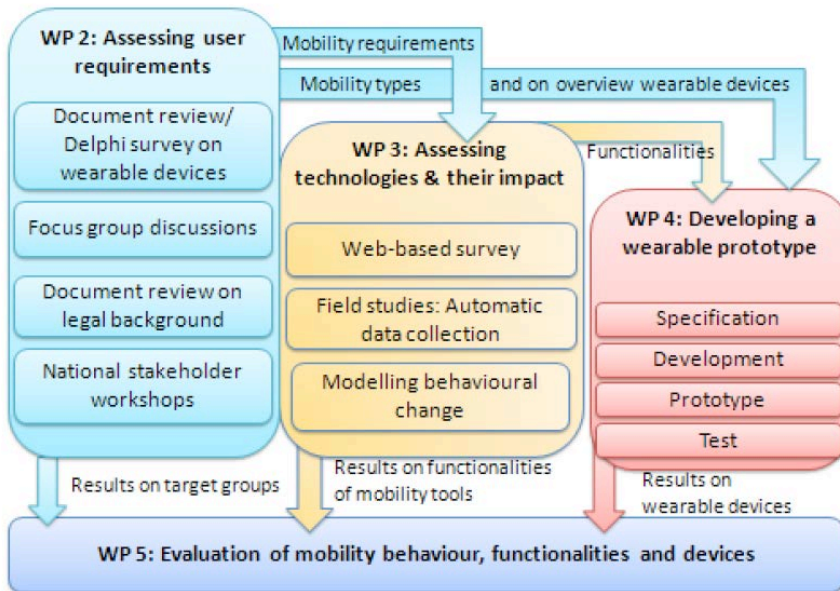 WP 2: Assessing user
requirements
Document review/
Delphi survey on
wearable devices
Focus group discussions
Document review on
legal background
National stakeholder
workshops
Mobility requirements
Mobility types
and on overview wearable devices
WP 3: Assessing
technologies & their impact
Web-based survey
Field studies: Automatic
data collection
Modelling behavioural
change
Functionalities
WP 4: Developing a
wearable prototype
Specification
Development
Prototype
Test
Results on target groups
Results on functionalities
of mobility tools
Results on
wearable devices
WP 5: Evaluation of mobility behaviour, functionalities and devices